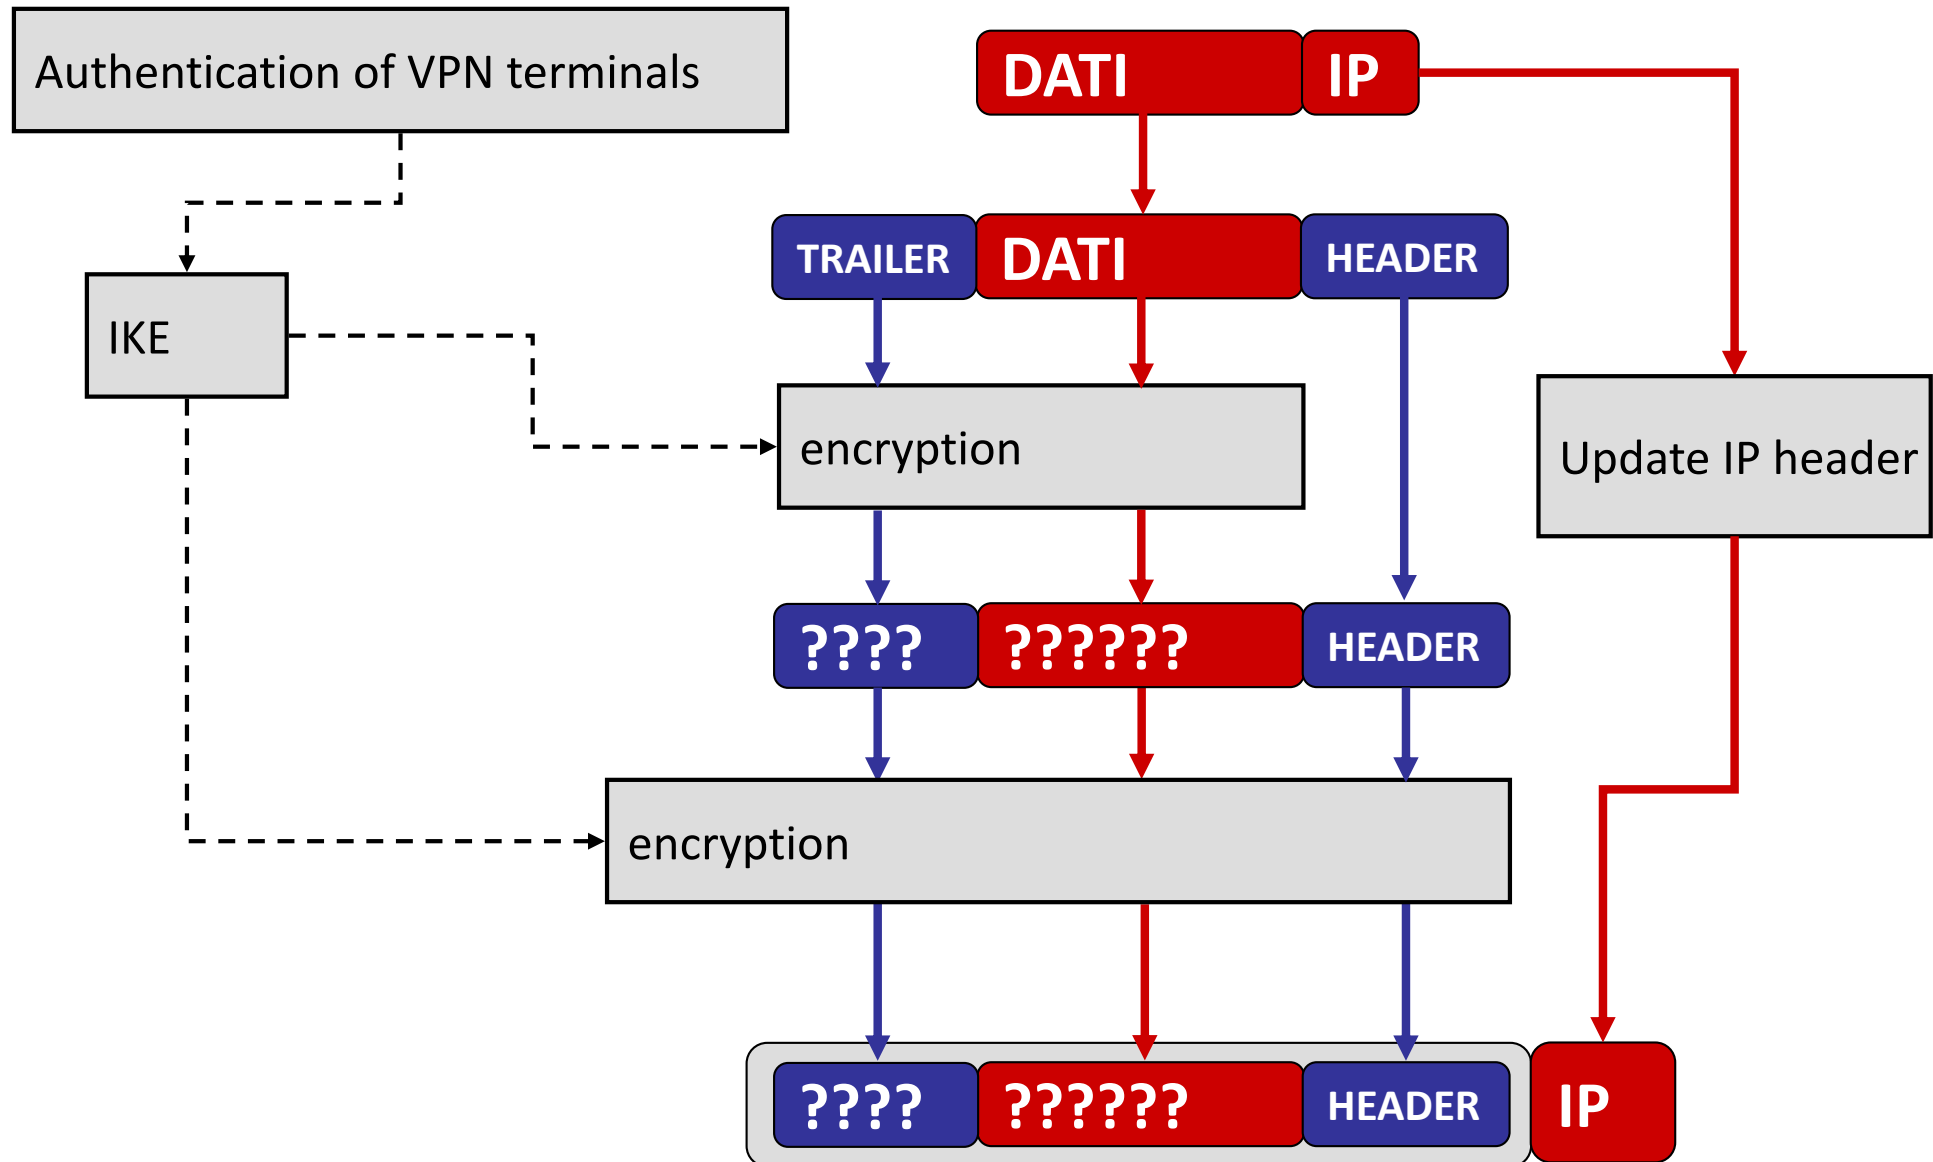 Authentication of VPN terminals
DATI IP
TRAILER DATI HEADER
IKE
encryption
Update IP header
???? ?????? HEADER
encryption
???? ?????? HEADER IP